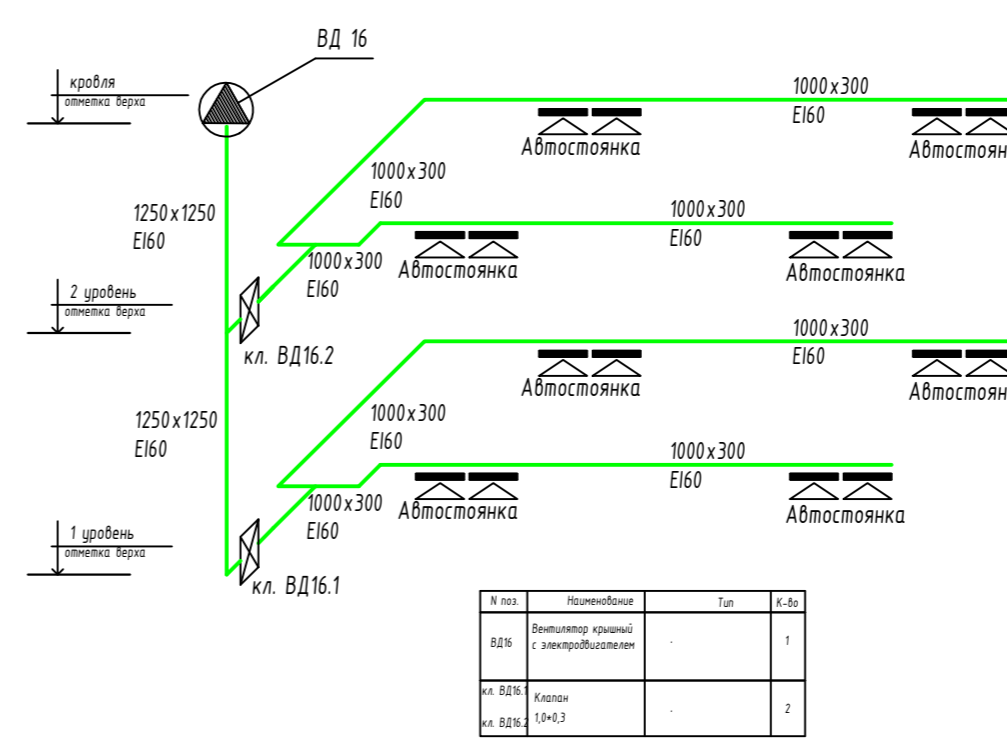 ВД 16
кровля
отметка верха
1000x300
EI60
Автостоянка
Автостоян
1000x300
EI60
1250x1250
EI60
1000x300
EI60
1000x300
EI60
Автостоянка
Автостоянка
2 уровень
отметка верха
кл. ВД16.2
1000x300
EI60
Автостоянка
Автостоян
1000x300
EI60
1250x1250
EI60
1000x300
EI60
1000x300
EI60
Автостоянка
Автостоянка
1 уровень
отметка верха
кл. ВД16.1
N поз. Наименование Тип К-во
ВД16 Вентилятор крышный с электродвигателем - 1
кл. ВД16.1
кл. ВД16.2
Клапан
1,0*0,3
- 2